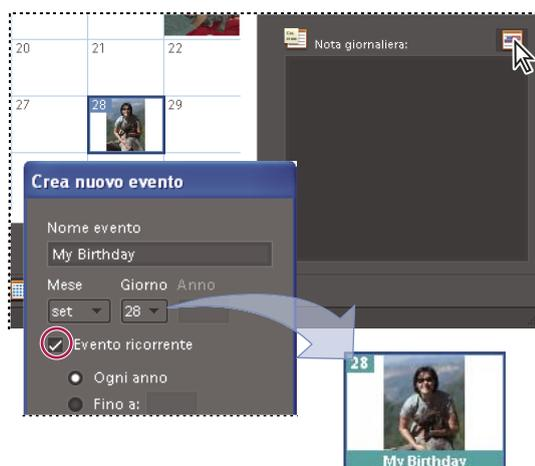 20 21 22
Nota giornaliera:
27 28 29
Crea nuovo evento
Nome evento
My Birthday
Mese Giorno Anno
set 28
Evento ricorrente
Ogni anno
Fino a:
28
My Birthday